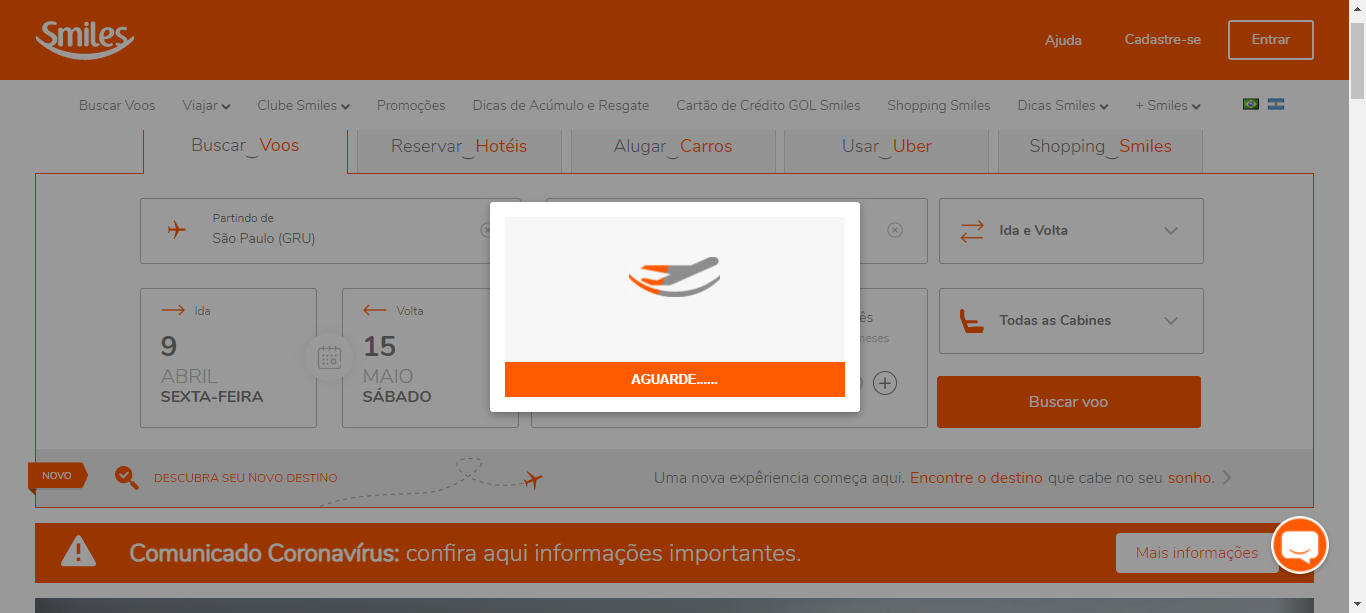 Smiles
Ajuda
Cadastre-se
Entrar
Buscar Voos
Viajar
Clube Smiles
Promoções
Dicas de Acúmulo e Resgate
Cartão de Crédito GOL Smiles
Shopping Smiles
Dicas Smiles
+ Smiles
Buscar Voos
Reservar Hotéis
Alugar Carros
Usar Uber
Shopping Smiles
Partindo de
São Paulo (GRU)
Ida e Volta
Ida
9
ABRIL
SEXTA-FEIRA
Volta
15
MAIO
SÁBADO
Todas as Cabines
Buscar voo
AGUARDE......
NOVO
DESCUBRA SEU NOVO DESTINO
Uma nova expêriencia começa aqui. Encontre o destino que cabe no seu sonho.
Comunicado Coronavírus: confira aqui informações importantes.
Mais informações